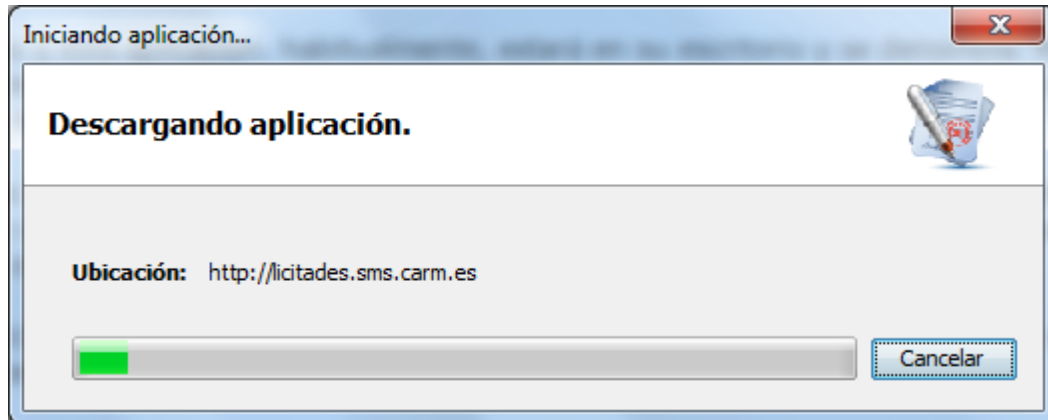 Iniciando aplicación...
Descargando aplicación.
Ubicación: http://licitades.sms.carm.es
Cancelar